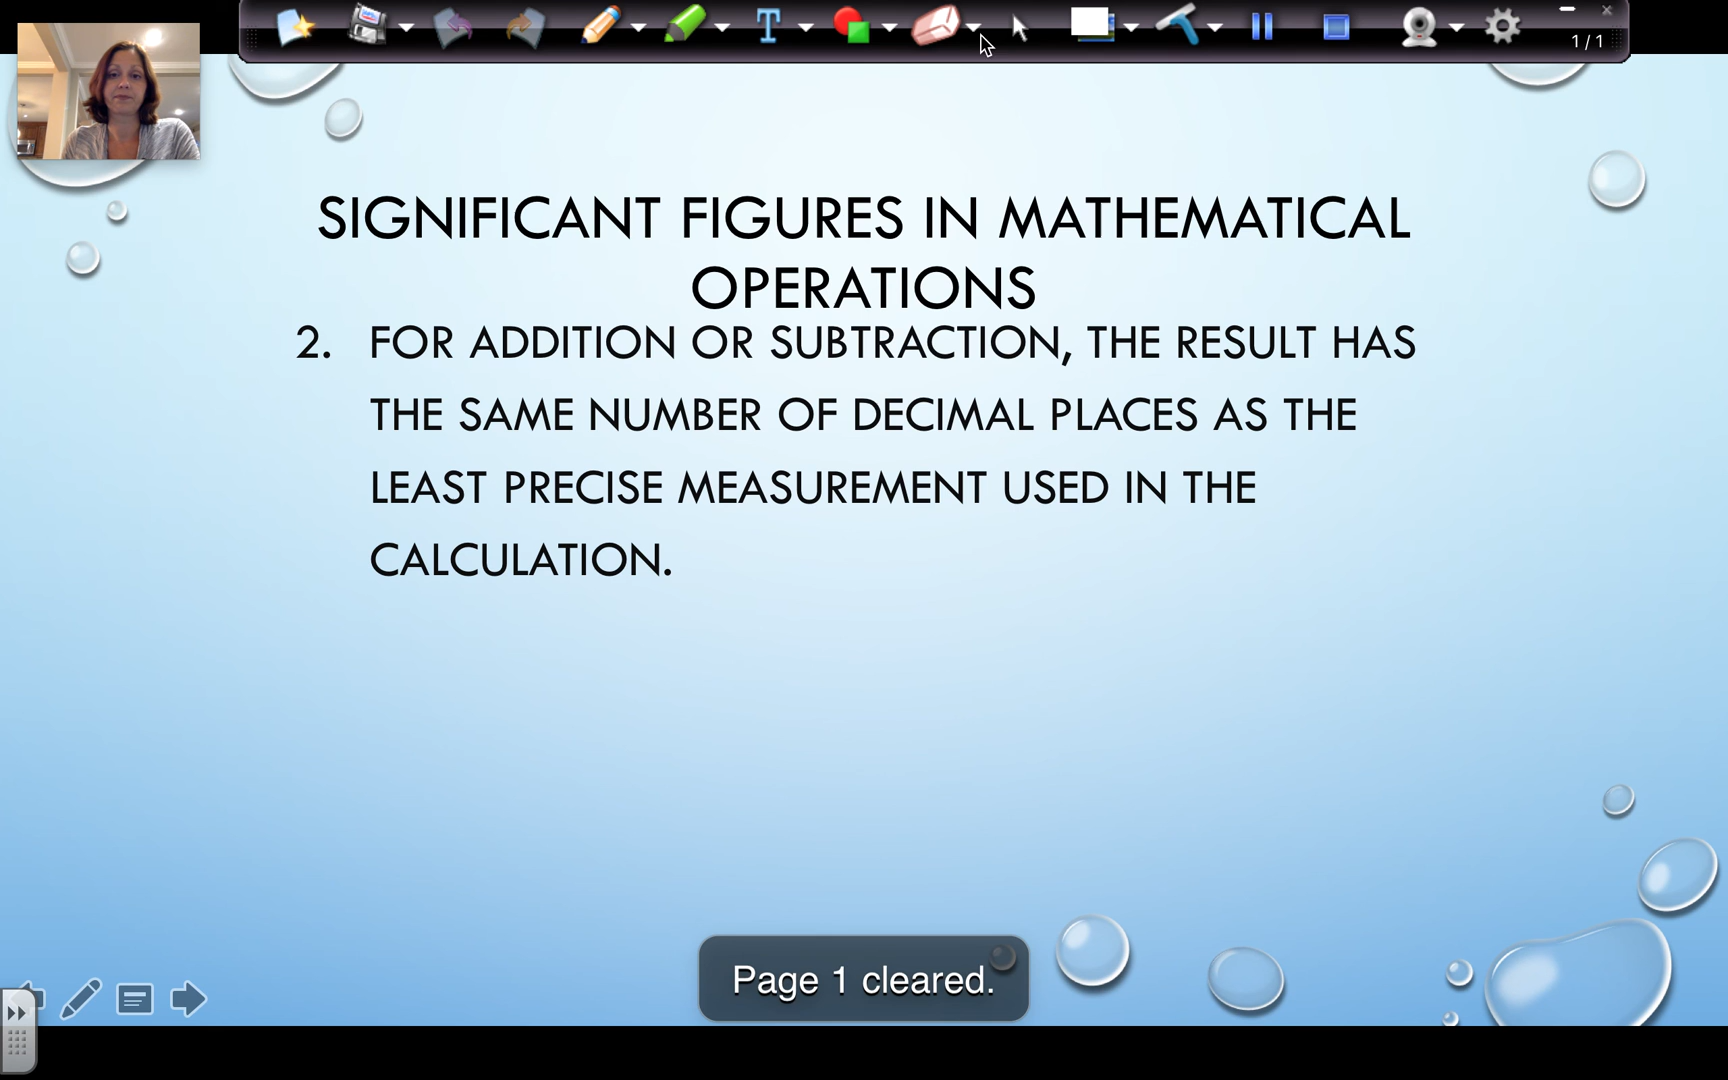 1 / 1
SIGNIFICANT FIGURES IN MATHEMATICAL
OPERATIONS
2. FOR ADDITION OR SUBTRACTION, THE RESULT HAS
THE SAME NUMBER OF DECIMAL PLACES AS THE
LEAST PRECISE MEASUREMENT USED IN THE
CALCULATION.
Page 1 cleared.